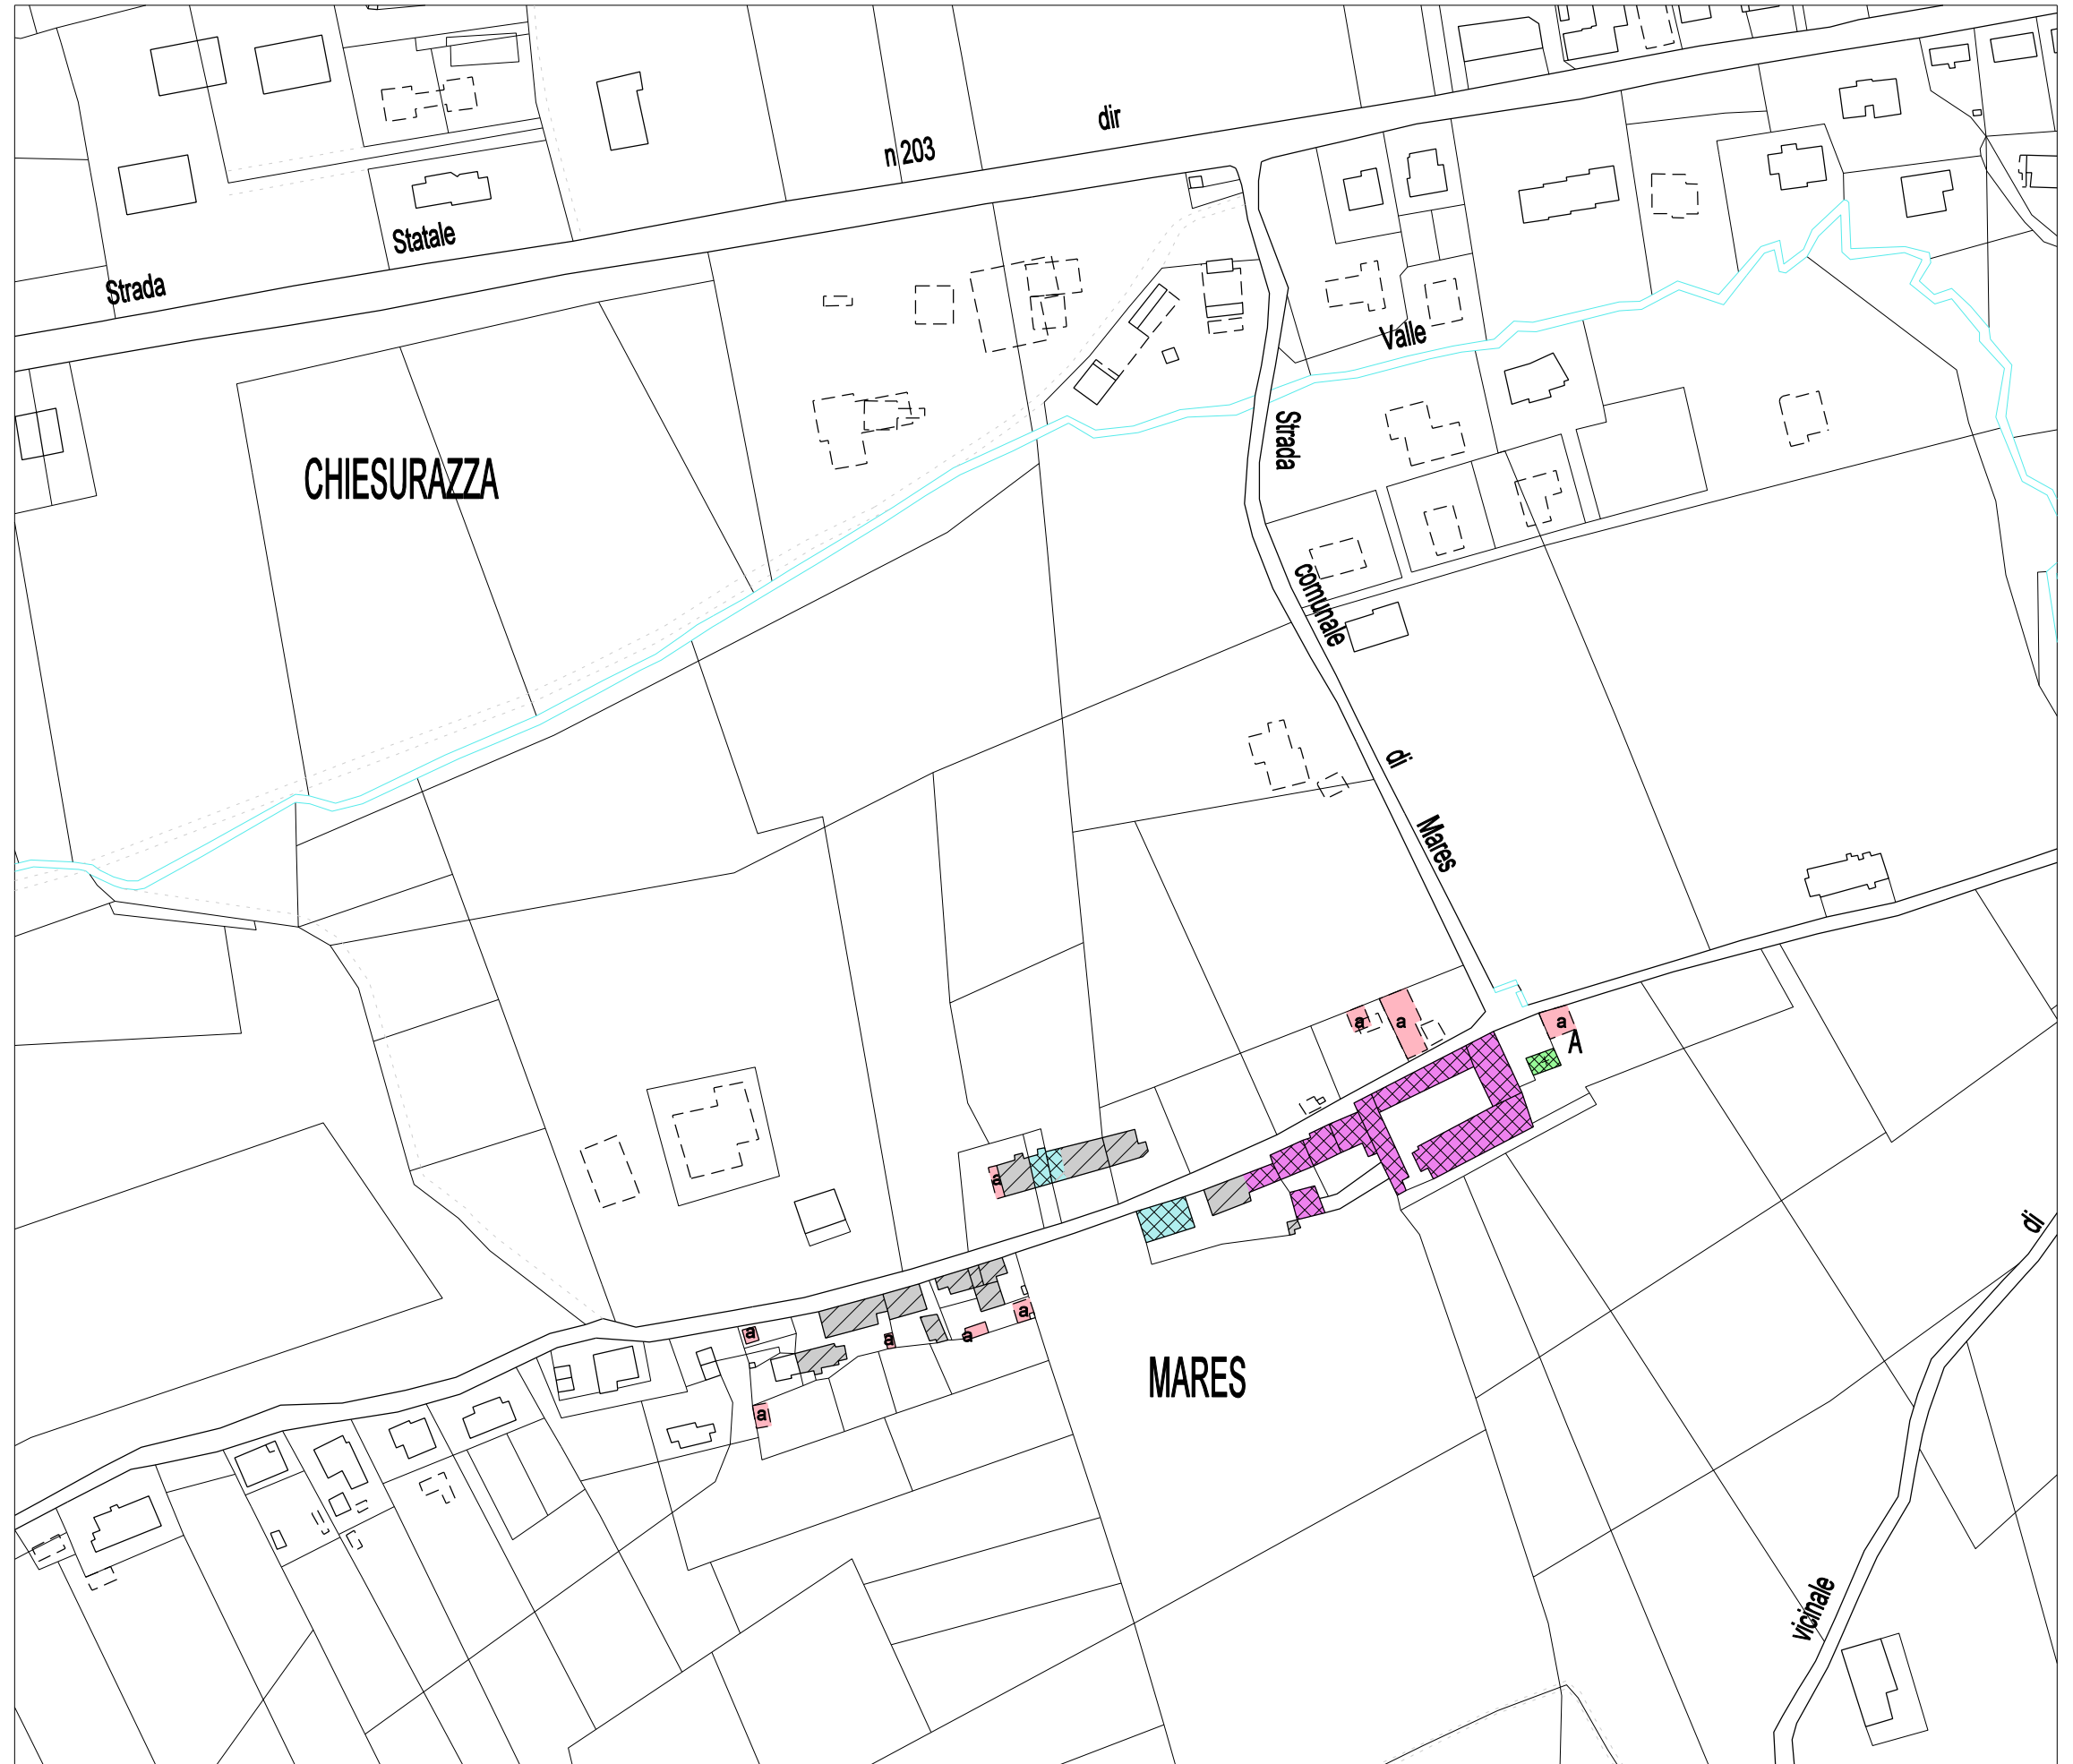 dir
n 203
Statale
Strada
Valle
Strada
CHIESURAZZA
comunale
di
Mares
a
a
a
A
a
di
a
a
a
a
MARES
a
vicinale